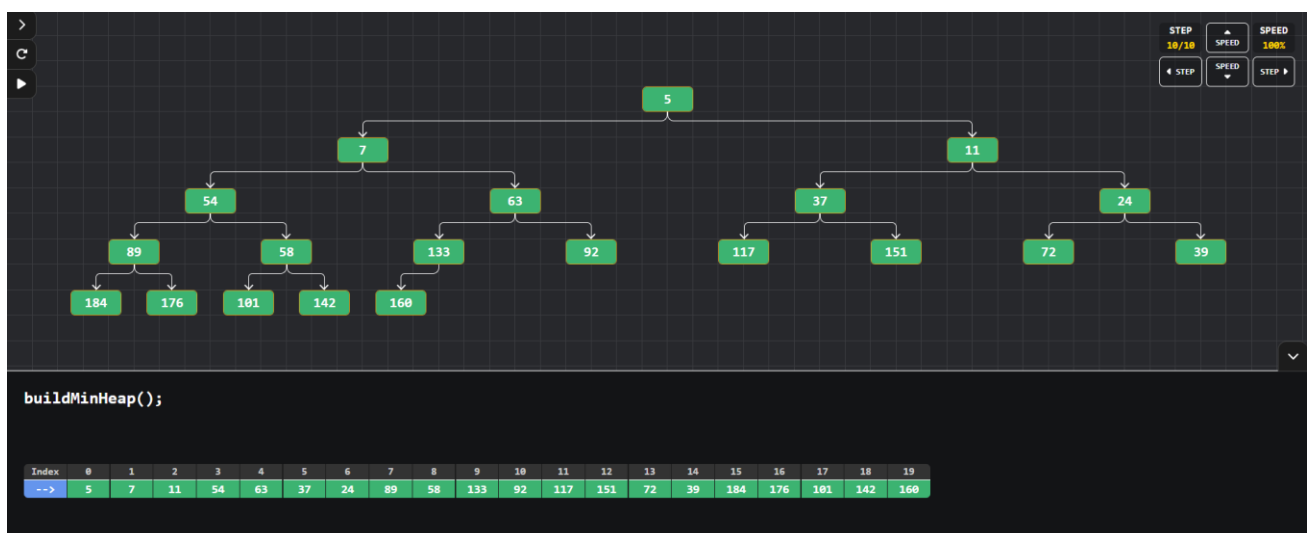 STEP SPEED
10/10 SPEED 100%
STEP SPEED STEP
5
7 11
54 63 37 24
89 58 133 92 117 151 72 39
184 176 101 142 160
buildMinHeap();
Index 0 1 2 3 4 5 6 7 8 9 10 11 12 13 14 15 16 17 18 19
--> 5 7 11 54 63 37 24 89 58 133 92 117 151 72 39 184 176 101 142 160